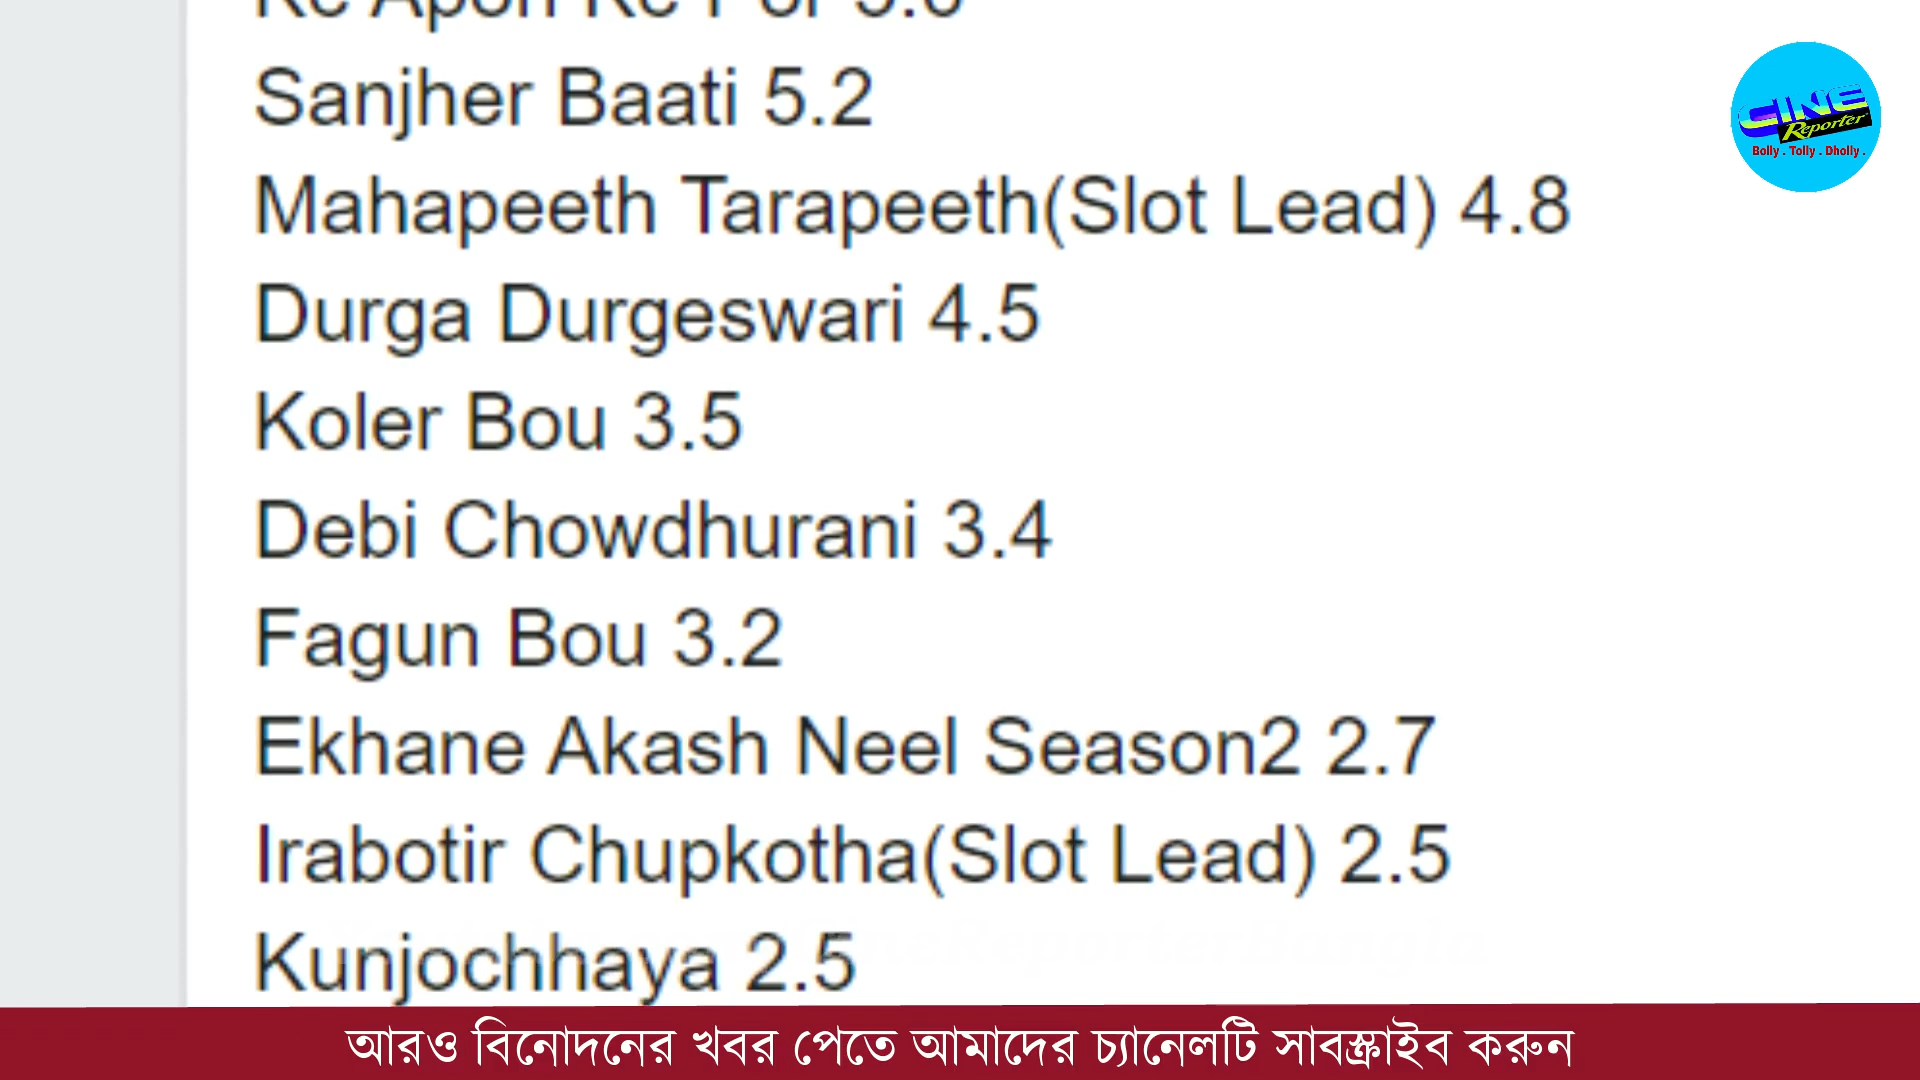 Sanjher Baati 5.2
CINE
Reporter
Bolly . Tolly . Dholly .
Mahapeeth Tarapeeth(Slot Lead) 4.8
Durga Durgeswari 4.5
Koler Bou 3.5
Debi Chowdhurani 3.4
Fagun Bou 3.2
Ekhane Akash Neel Season2 2.7
Irabotir Chupkotha(Slot Lead) 2.5
Kunjochhaya 2.5
আরও বিনোদনের খবর পেতে আমাদের চ্যানেলটি সাবস্ক্রাইব করুন